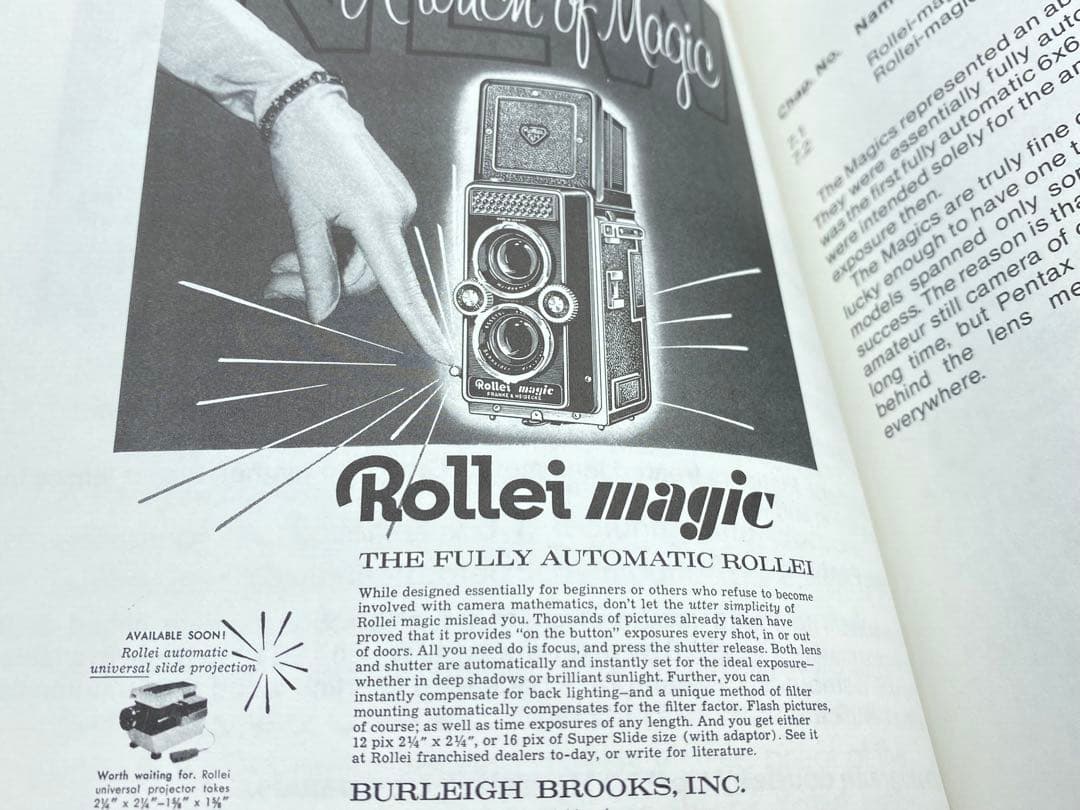 NEW
A touch of Magic
Rollei magic
FRANKE & HEIDECKE
Rollei magic
THE FULLY AUTOMATIC ROLLEI
While designed essentially for beginners or others who refuse to become
involved with camera mathematics, don't let the utter simplicity of
Rollei magic mislead you. Thousands of pictures already taken have
proved that it provides "on the button" exposures every shot, in or out
of doors. All you need do is focus, and press the shutter release. Both lens
and shutter are automatically and instantly set for the ideal exposure—
whether in deep shadows or brilliant sunlight. Further, you can
instantly compensate for back lighting—and a unique method of filter
mounting automatically compensates for the filter factor. Flash pictures,
of course; as well as time exposures of any length. And you get either
12 pix 2¼" x 2¼", or 16 pix of Super Slide size (with adaptor). See it
at Rollei franchised dealers to-day, or write for literature.
BURLEIGH BROOKS, INC.
AVAILABLE SOON!
Rollei automatic
universal slide projection
Worth waiting for. Rollei
universal projector takes
2¼" x 2¼"—1⅝" x 1⅝"
Chap. No.
7.1
7.2
Rollei-ma
Rollei-magic
The Magics represented an
They were essentially fully
was the first fully automatic 6x6
were intended solely for the
exposure then.
The Magics are truly fine
lucky enough to have one
models spanned only
success. The reason is
amateur still camera of
long time, but Pentax
behind the lens
everywhere.